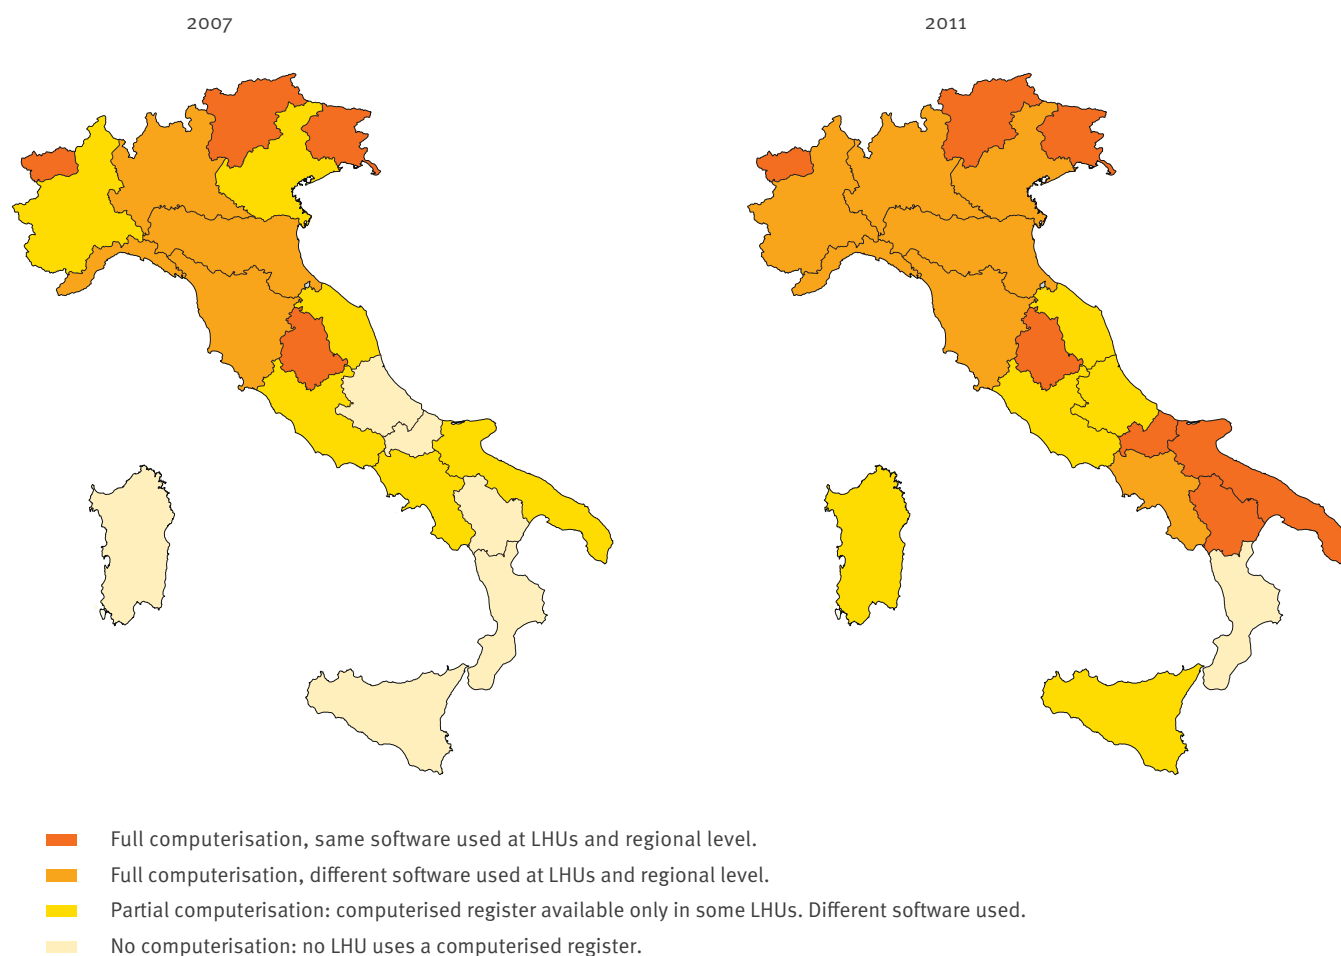 2007
2011
Full computerisation, same software used at LHUs and regional level.
Full computerisation, different software used at LHUs and regional level.
Partial computerisation: computerised register available only in some LHUs. Different software used.
No computerisation: no LHU uses a computerised register.